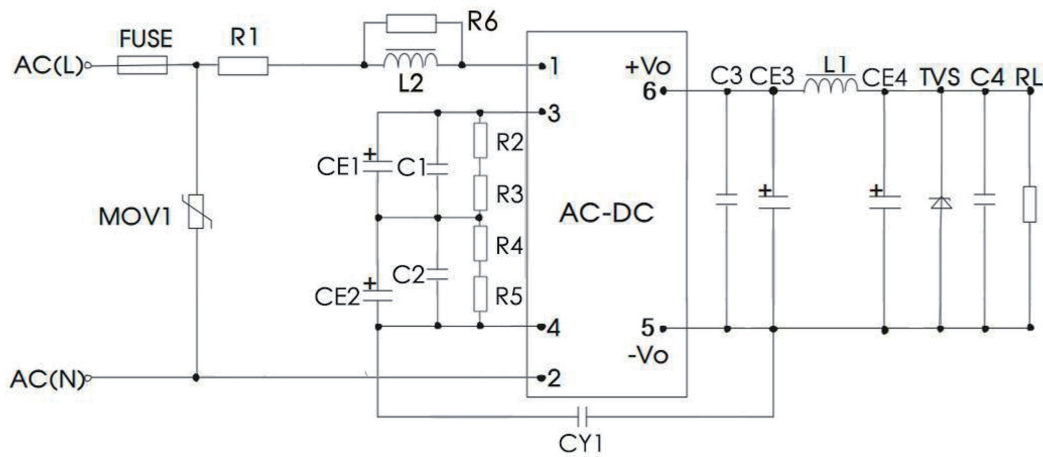 FUSE
R1
R6
AC(L)
L2
1
+Vo
6
C3
CE3
L1
CE4
TVS
C4
RL
3
R2
+
CE1
C1
R3
MOV1
AC-DC
+
+
R4
C2
R5
+
CE2
4
5
-Vo
AC(N)
2
CY1